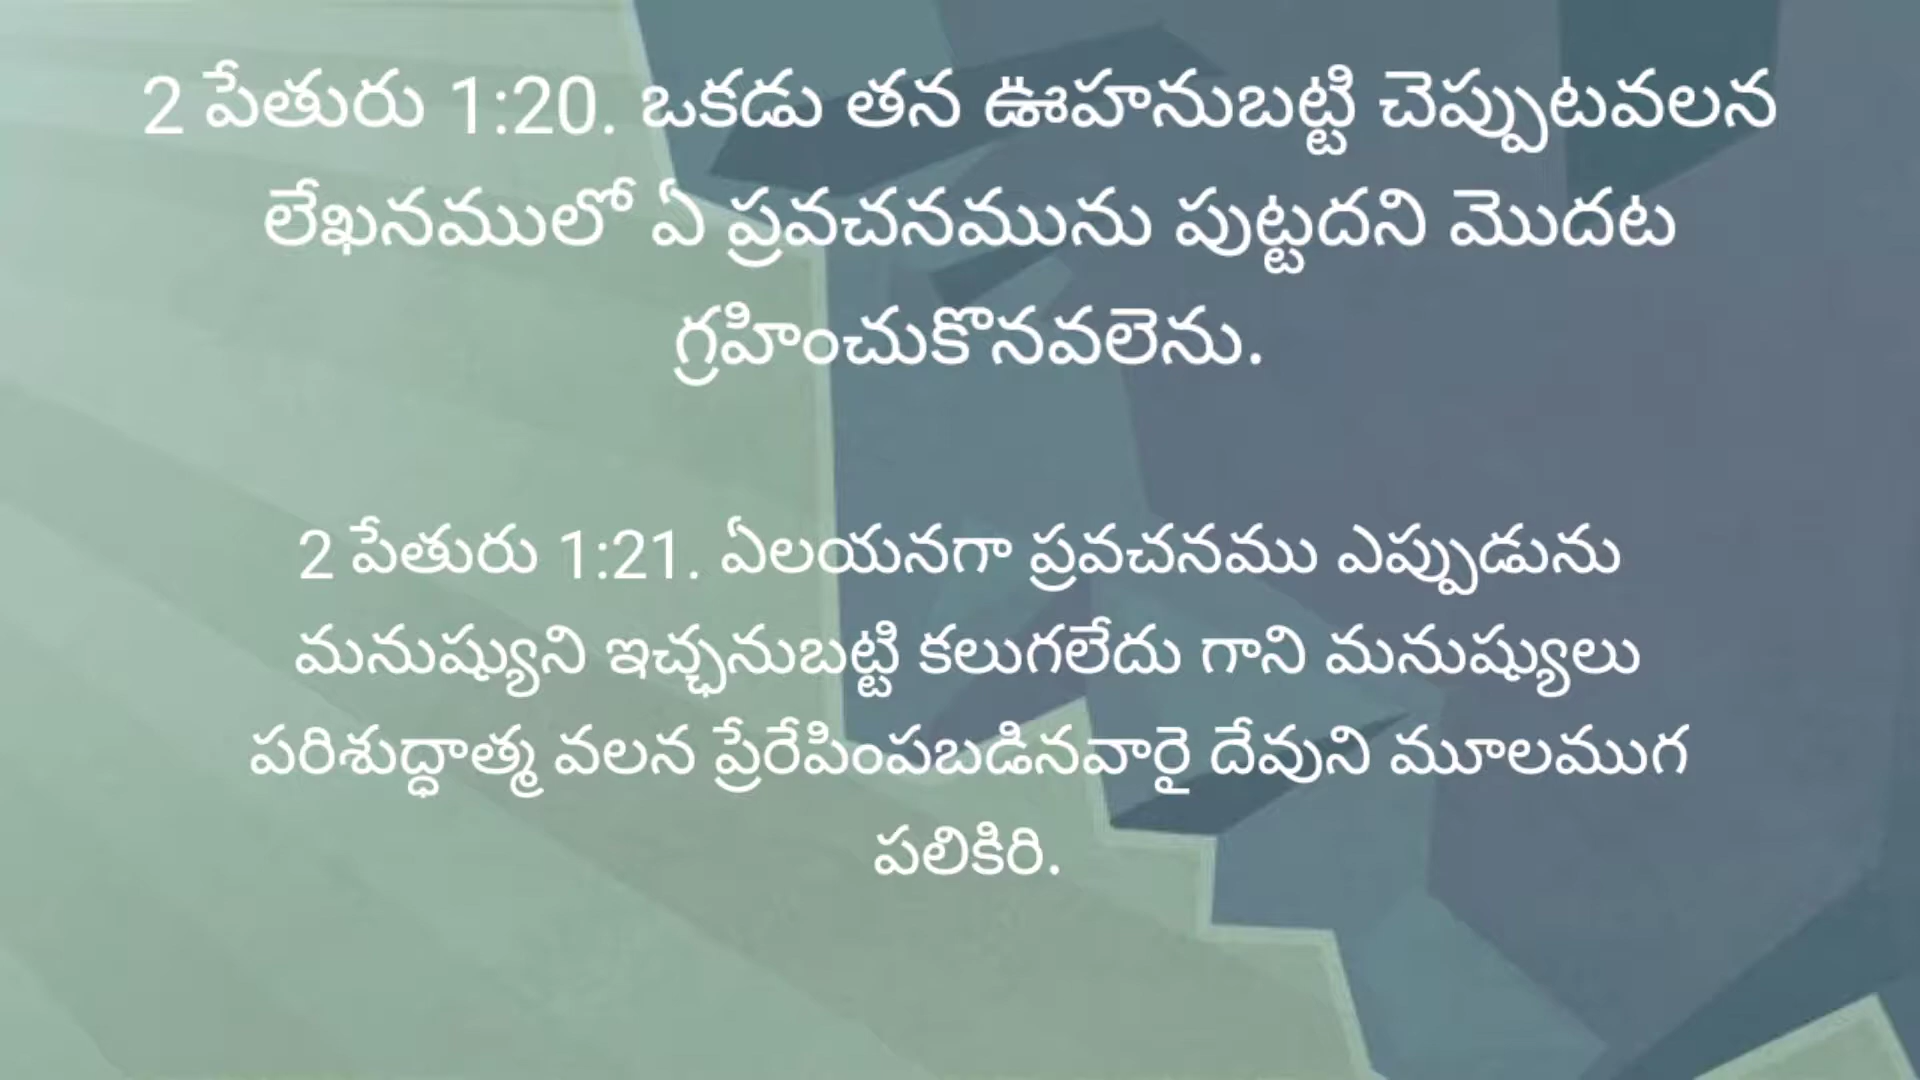 2 పేతురు 1:20. ఒకడు తన ఊహనుబట్టి చెప్పుటవలన
లేఖనములో ఏ ప్రవచనమును పుట్టదని మొదట
గ్రహించుకొనవలెను.
2 పేతురు 1:21. ఏలయనగా ప్రవచనము ఎప్పుడును
మనుష్యుని ఇచ్ఛనుబట్టి కలుగలేదు గాని మనుష్యులు
పరిశుద్ధాత్మ వలన ప్రేరేపింపబడినవారై దేవుని మూలముగ
పలికిరి.